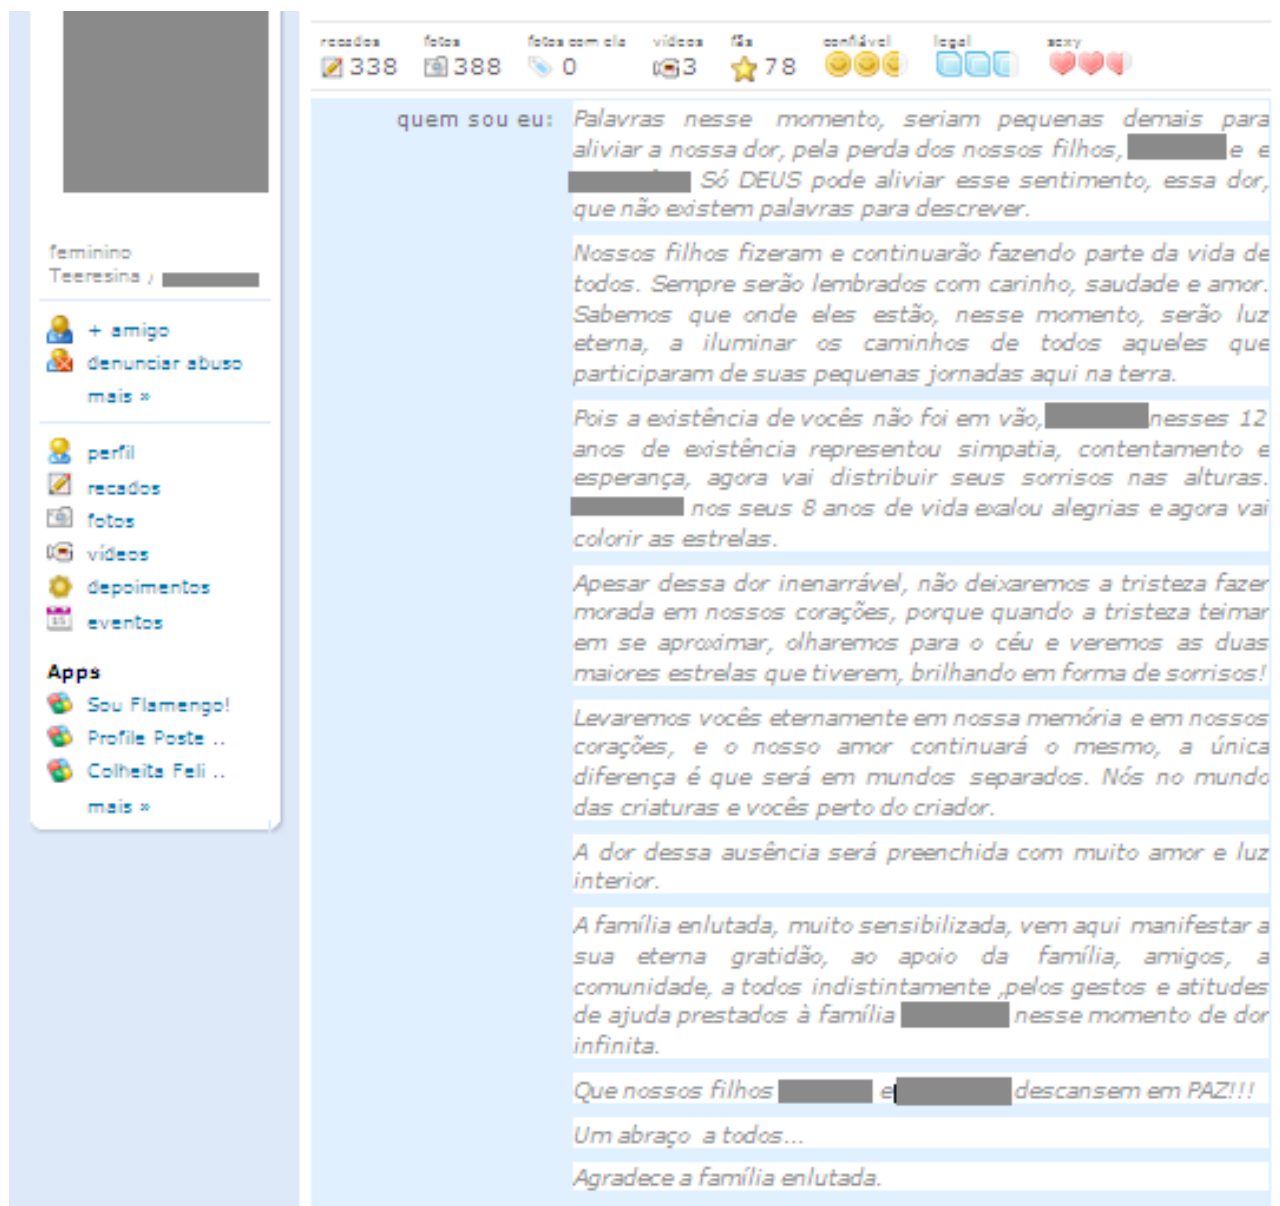 recados fotos fotos com ela vídeos fãs confiável legal sexy
338 388 0 3 78
feminino
Teeresina /
+ amigo
denunciar abuso
mais »
perfil
recados
fotos
vídeos
depoimentos
eventos
Apps
Sou Flamengo!
Profile Poste ..
Colheita Feli ..
mais »
quem sou eu: Palavras nesse momento, seriam pequenas demais para
aliviar a nossa dor, pela perda dos nossos filhos, e e
Só DEUS pode aliviar esse sentimento, essa dor,
que não existem palavras para descrever.
Nossos filhos fizeram e continuarão fazendo parte da vida de
todos. Sempre serão lembrados com carinho, saudade e amor.
Sabemos que onde eles estão, nesse momento, serão luz
eterna, a iluminar os caminhos de todos aqueles que
participaram de suas pequenas jornadas aqui na terra.
Pois a existência de vocês não foi em vão, nesses 12
anos de existência representou simpatia, contentamento e
esperança, agora vai distribuir seus sorrisos nas alturas.
nos seus 8 anos de vida exalou alegrias e agora vai
colorir as estrelas.
Apesar dessa dor inenarrável, não deixaremos a tristeza fazer
morada em nossos corações, porque quando a tristeza teimar
em se aproximar, olharemos para o céu e veremos as duas
maiores estrelas que tiverem, brilhando em forma de sorrisos!
Levaremos vocês eternamente em nossa memória e em nossos
corações, e o nosso amor continuará o mesmo, a única
diferença é que será em mundos separados. Nós no mundo
das criaturas e vocês perto do criador.
A dor dessa ausência será preenchida com muito amor e luz
interior.
A família enlutada, muito sensibilizada, vem aqui manifestar a
sua eterna gratidão, ao apoio da família, amigos, a
comunidade, a todos indistintamente ,pelos gestos e atitudes
de ajuda prestados à família nesse momento de dor
infinita.
Que nossos filhos e descansem em PAZ!!!
Um abraço a todos...
Agradece a família enlutada.